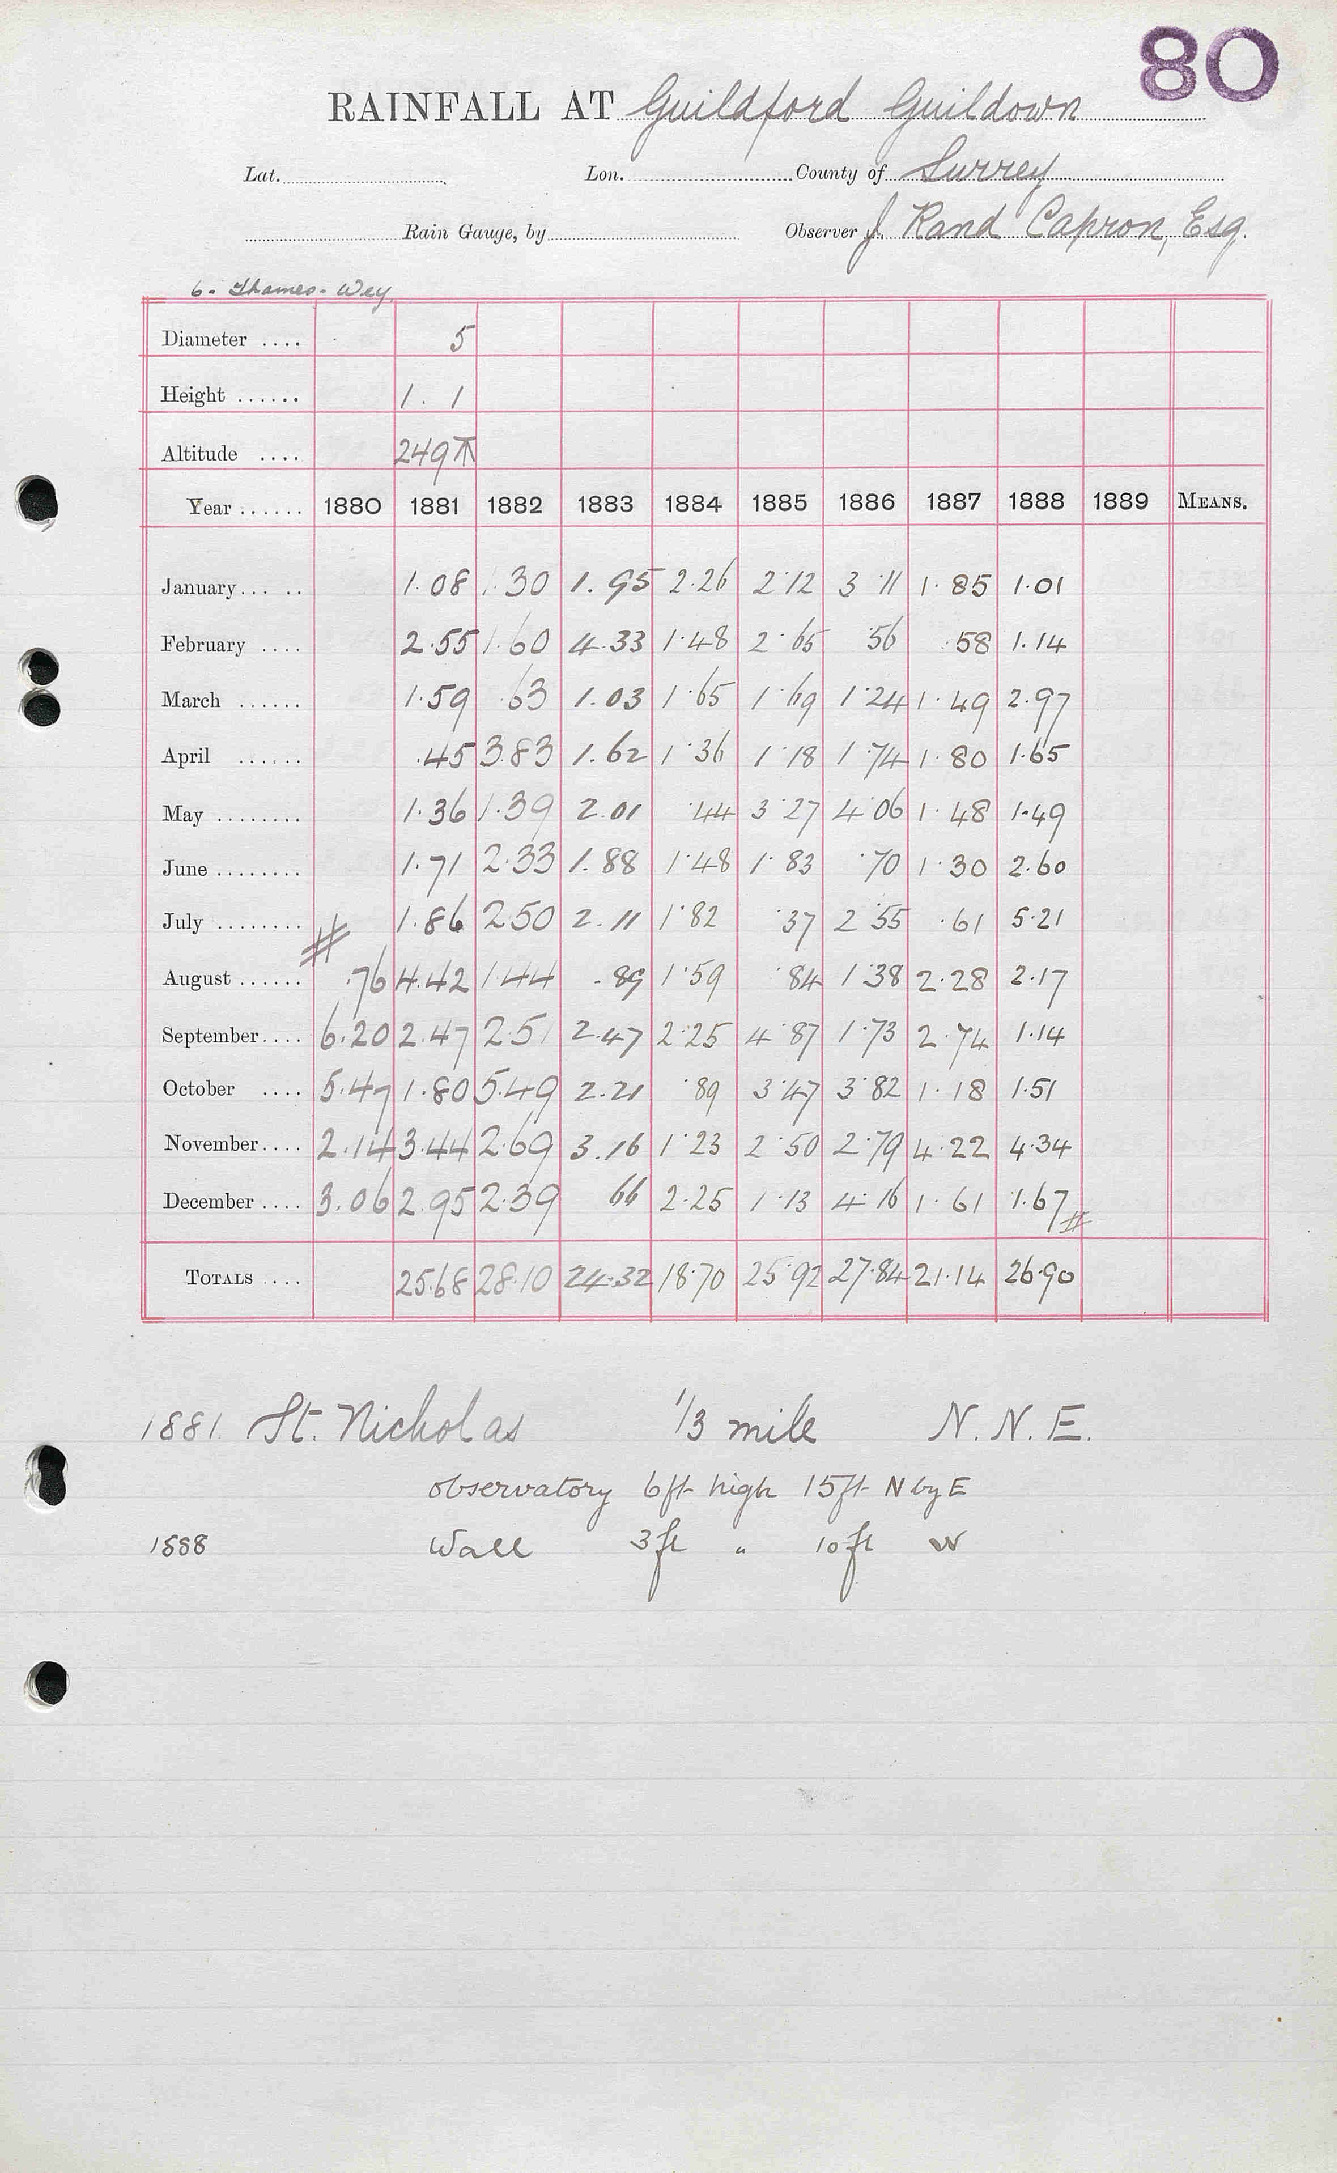 80
RAINFALL AT Guildford Guildown
Lat. Lon. County of Surrey
Rain Gauge, by Observer J. Rand Capron, Esq.
6. Thames - Wey
Diameter .... 5
Height ...... 1. 1
Altitude .... 249
Year ...... 1880 1881 1882 1883 1884 1885 1886 1887 1888 1889 MEANS.
January... .. 1.08 1.30 1.95 2.26 2.12 3.11 1.85 1.01
February .... 2.55 1.60 4.33 1.48 2.65 .56 .58 1.14
March ...... 1.59 .63 1.03 1.65 1.69 1.24 1.49 2.97
April ...... .45 3.83 1.62 1.36 1.18 1.74 1.80 1.65
May ........ 1.36 1.39 2.01 .44 3.27 4.06 1.48 1.49
June ........ 1.71 2.33 1.88 1.48 1.83 .70 1.30 2.60
July ........ 1.86 2.50 2.11 1.82 .37 2.55 .61 5.21
August ...... .76 4.42 1.44 .89 1.59 .84 1.38 2.28 2.17
September.... 6.20 2.47 2.51 2.47 2.25 4.87 1.73 2.74 1.14
October .... 5.47 1.80 5.49 2.21 .89 3.47 3.82 1.18 1.51
November.... 2.14 3.44 2.69 3.16 1.23 2.50 2.79 4.22 4.34
December.... 3.06 2.95 2.39 66 2.25 1.13 4.16 1.61 1.67
TOTALS .... 25.68 28.10 24.32 18.70 25.92 27.84 21.14 26.90
1881. St. Nicholas 1/3 mile N. N. E.
observatory 6ft high 15ft N by E
1888 Wall 3ft " 10ft W